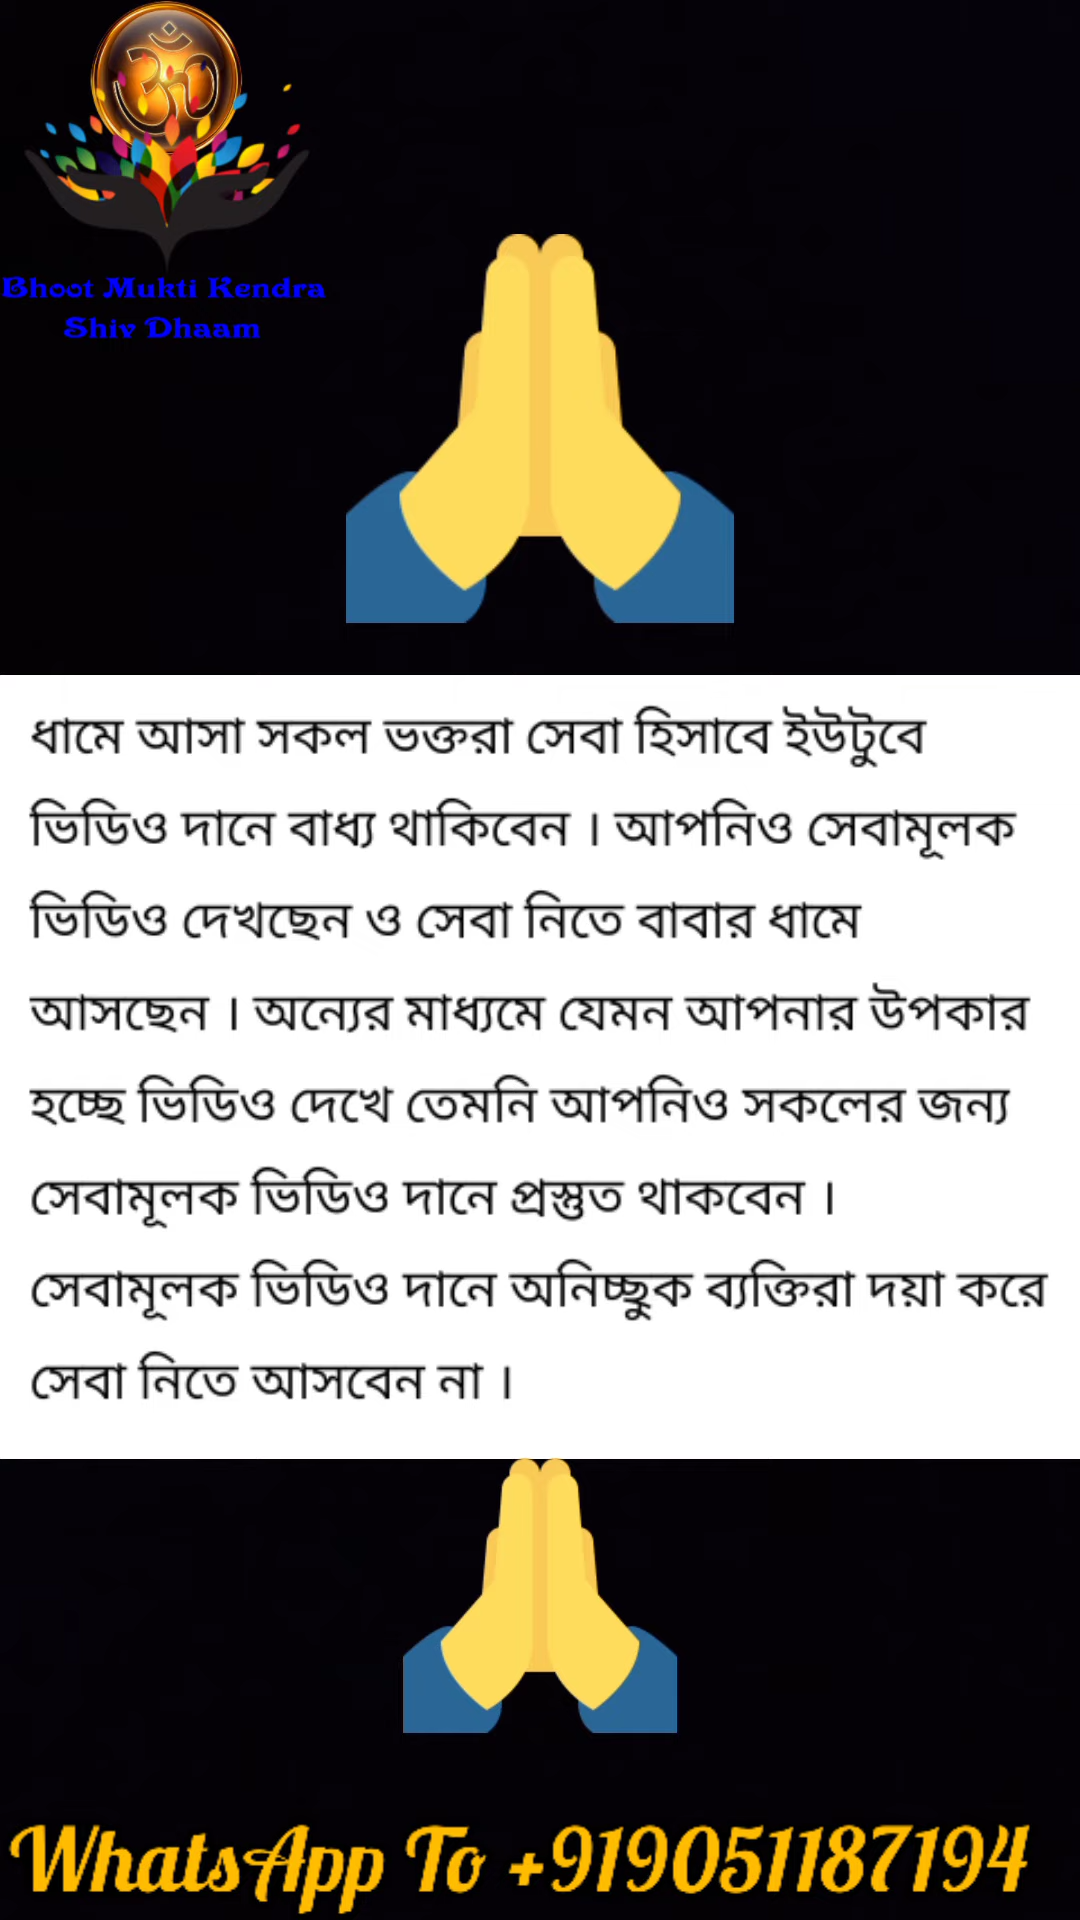 ॐ
Bhoot Mukti Kendra
Shiv Dhaam
ধামে আসা সকল ভক্তরা সেবা হিসাবে ইউটুবে
ভিডিও দানে বাধ্য থাকিবেন । আপনিও সেবামূলক
ভিডিও দেখছেন ও সেবা নিতে বাবার ধামে
আসছেন । অন্যের মাধ্যমে যেমন আপনার উপকার
হচ্ছে ভিডিও দেখে তেমনি আপনিও সকলের জন্য
সেবামূলক ভিডিও দানে প্রস্তুত থাকবেন ।
সেবামূলক ভিডিও দানে অনিচ্ছুক ব্যক্তিরা দয়া করে
সেবা নিতে আসবেন না ।
WhatsApp To +919051187194